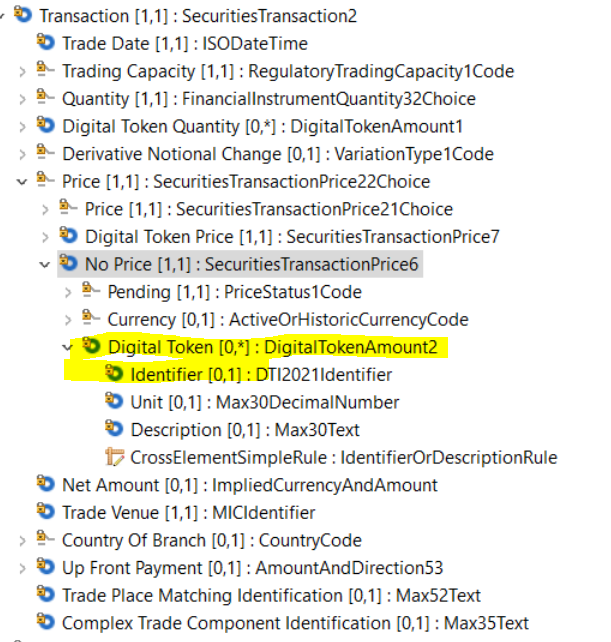 Transaction [1,1] : SecuritiesTransaction2
Trade Date [1,1] : ISODateTime
Trading Capacity [1,1] : RegulatoryTradingCapacity1Code
Quantity [1,1] : FinancialInstrumentQuantity32Choice
Digital Token Quantity [0,*] : DigitalTokenAmount1
Derivative Notional Change [0,1] : VariationType1Code
Price [1,1] : SecuritiesTransactionPrice22Choice
Price [1,1] : SecuritiesTransactionPrice21Choice
Digital Token Price [1,1] : SecuritiesTransactionPrice7
No Price [1,1] : SecuritiesTransactionPrice6
Pending [1,1] : PriceStatus1Code
Currency [0,1] : ActiveOrHistoricCurrencyCode
Digital Token [0,*] : DigitalTokenAmount2
Identifier [0,1] : DTI2021Identifier
Unit [0,1] : Max30DecimalNumber
Description [0,1] : Max30Text
CrossElementSimpleRule : IdentifierOrDescriptionRule
Net Amount [0,1] : ImpliedCurrencyAndAmount
Trade Venue [1,1] : MICIdentifier
Country Of Branch [0,1] : CountryCode
Up Front Payment [0,1] : AmountAndDirection53
Trade Place Matching Identification [0,1] : Max52Text
Complex Trade Component Identification [0,1] : Max35Text